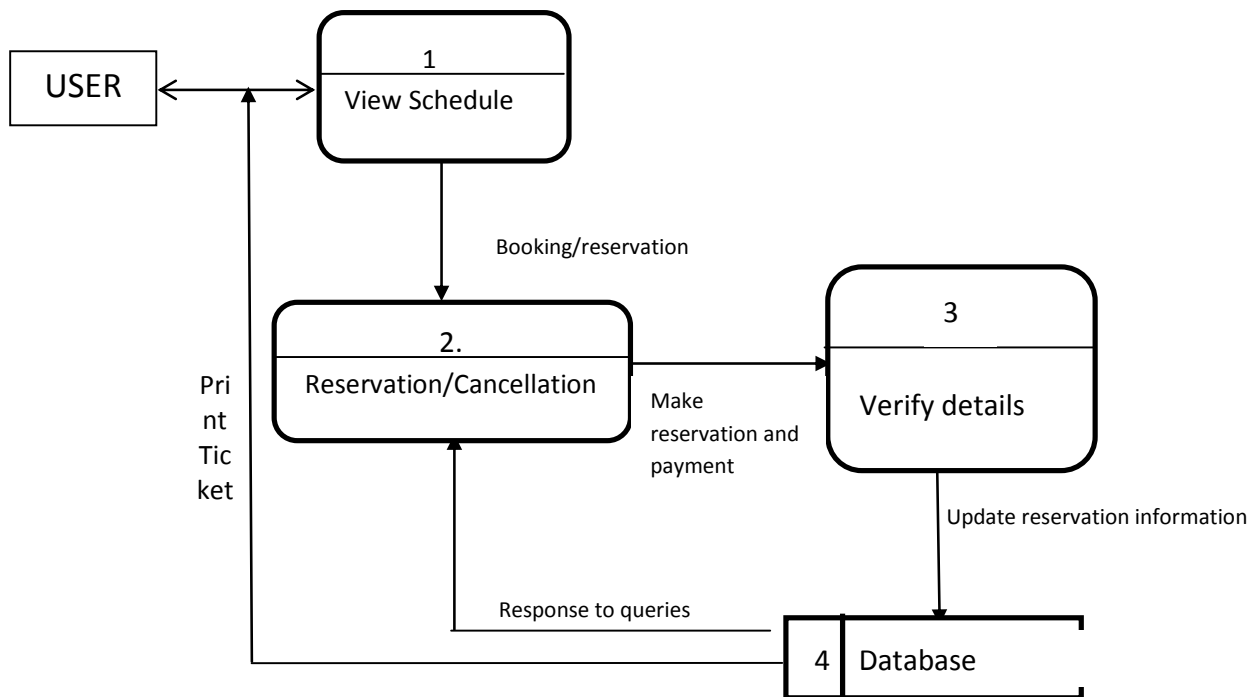 USER
1
View Schedule
Booking/reservation
2.
Reservation/Cancellation
3
Verify details
Make
reservation and
payment
Pri
nt
Tic
ket
Update reservation information
Response to queries
4
Database